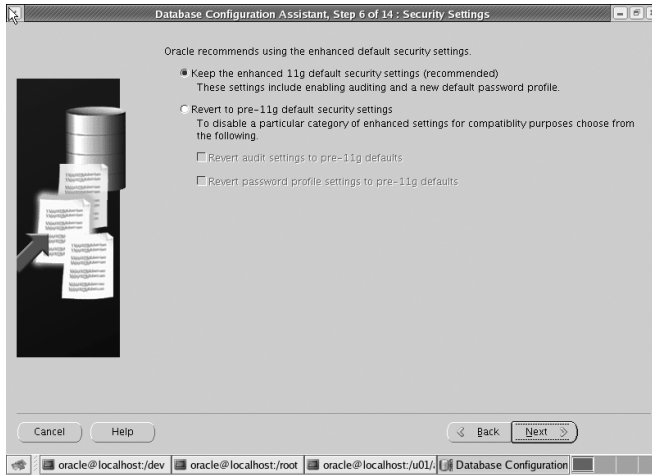 Database Configuration Assistant, Step 6 of 14 : Security Settings
Oracle recommends using the enhanced default security settings.
Keep the enhanced 11g default security settings (recommended)
These settings include enabling auditing and a new default password profile.
Revert to pre-11g default security settings
To disable a particular category of enhanced settings for compatiblity purposes choose from
the following.
Revert audit settings to pre-11g defaults
Revert password profile settings to pre-11g defaults
Cancel
Help
Back
Next
oracle@localhost:/dev
oracle@localhost:/root
oracle@localhost:/u01/
Database Configuration